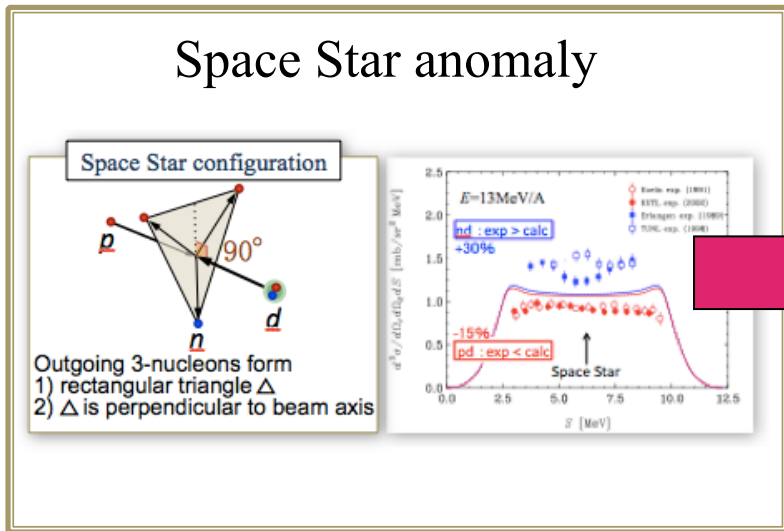 Space Star anomaly
Space Star configuration
p
90°
n
d
Outgoing 3-nucleons form
1) rectangular triangle △
2) △ is perpendicular to beam axis
E=13MeV/A
nd : exp > calc
+30%
-15%
pd : exp < calc
Space Star
2.5
2.0
1.5
1.0
0.5
0.0
0.0 2.5 5.0 7.5 10.0 12.5
S [MeV]